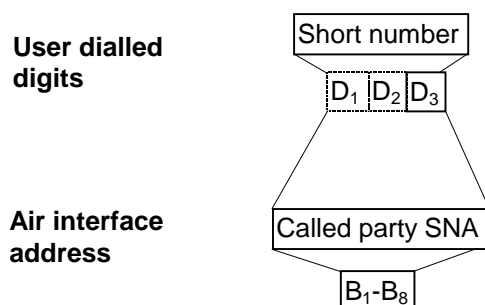 User dialled
digits
Short number
D₁ D₂ D₃
Air interface
address
Called party SNA
B₁-B₈